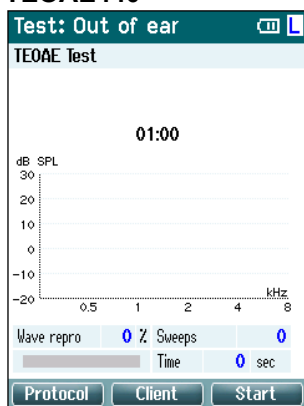 Test: Out of ear L
TEOAE Test
01:00
dB SPL
30
20
10
0
-10
-20
kHz
0.5 1 2 4 8
Wave repro 0 % Sweeps 0
Time 0 sec
Protocol Client Start